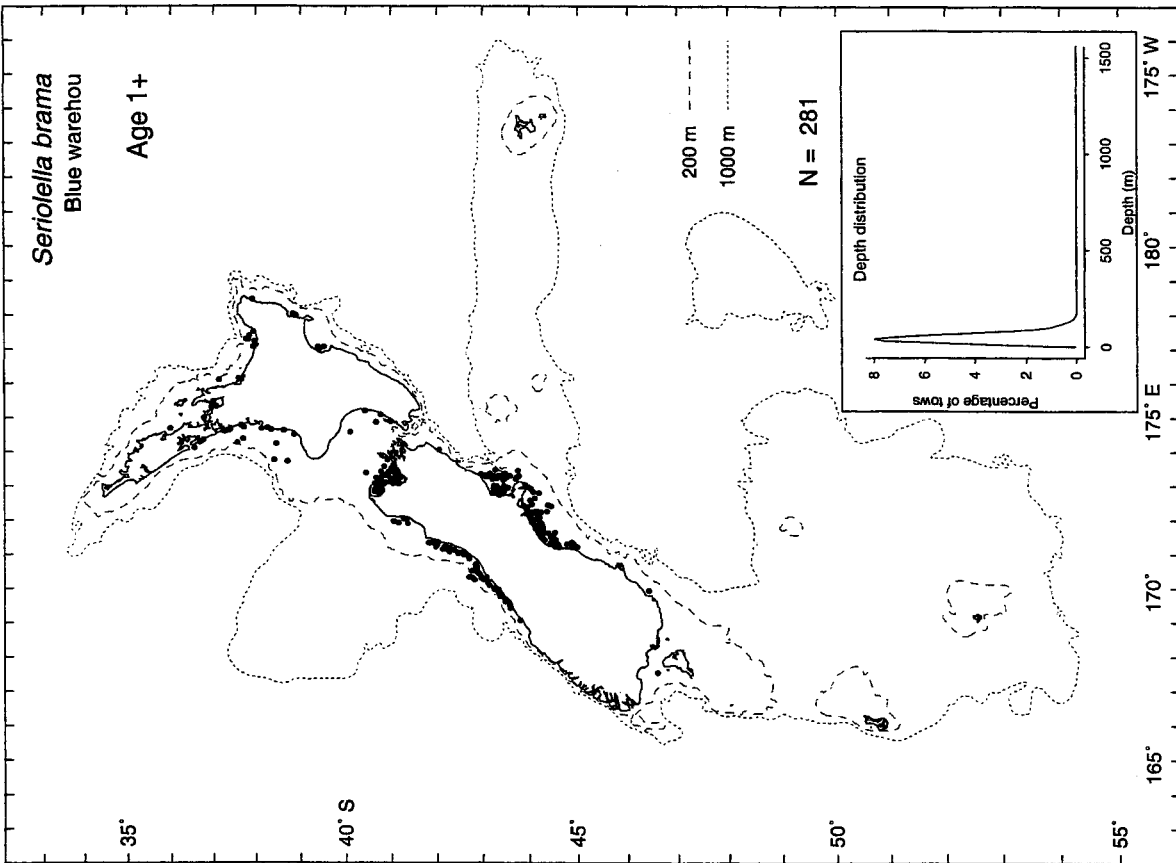 Seriolella brama
Blue warehou
Age 1+
35°
40° S
45°
50°
55°
165°
170°
175° E
180°
175° W
200 m
1000 m
N = 281
Depth distribution
Percentage of tows
0
2
4
6
8
0
500
1000
1500
Depth (m)